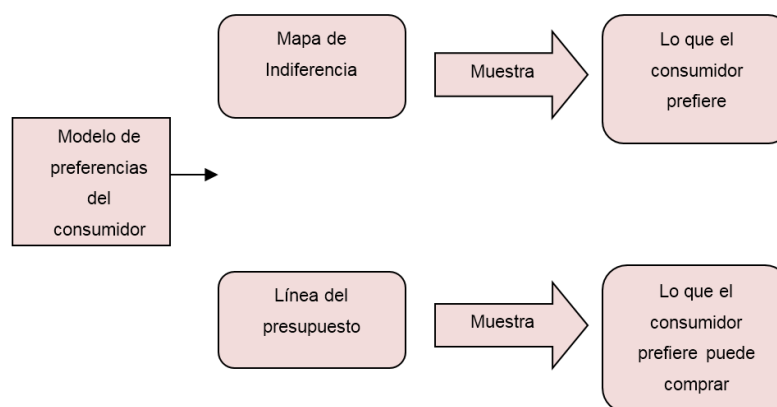 Modelo de
preferencias
del
consumidor
Mapa de
Indiferencia
Muestra
Lo que el
consumidor
prefiere
Línea del
presupuesto
Muestra
Lo que el
consumidor
prefiere puede
comprar